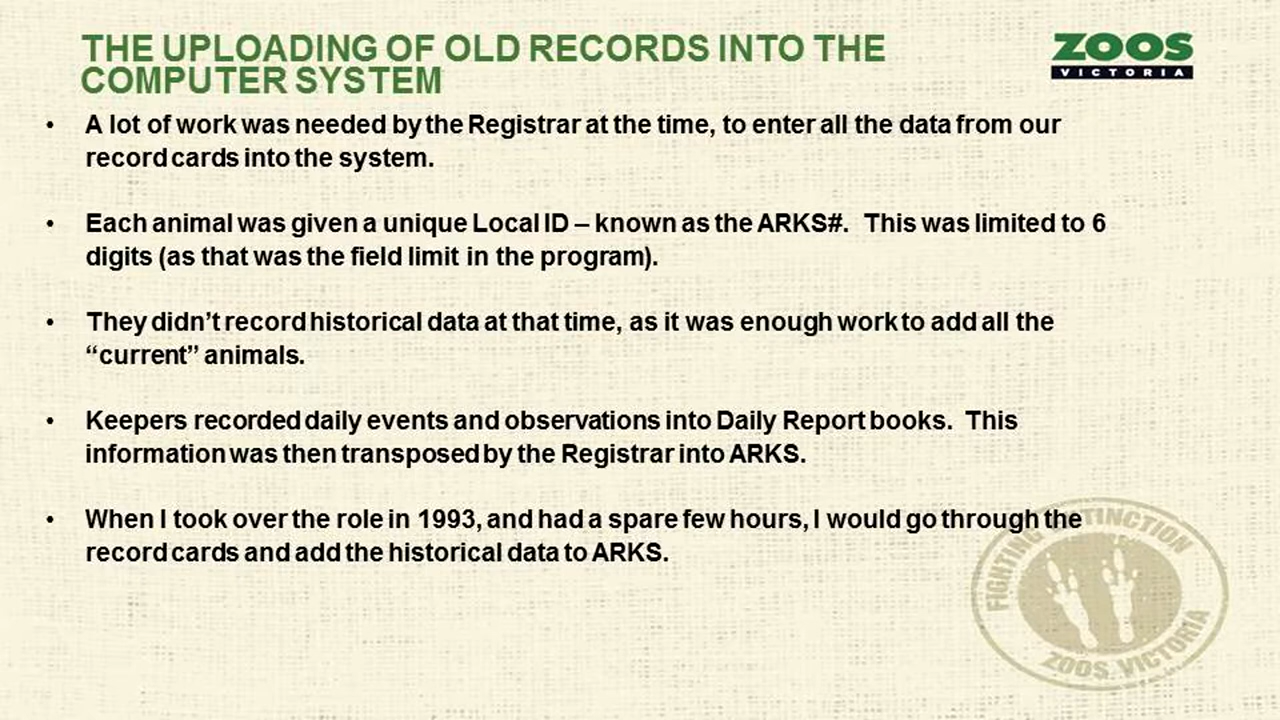 THE UPLOADING OF OLD RECORDS INTO THE
COMPUTER SYSTEM
ZOOS
VICTORIA
• A lot of work was needed by the Registrar at the time, to enter all the data from our
record cards into the system.
• Each animal was given a unique Local ID – known as the ARKS#. This was limited to 6
digits (as that was the field limit in the program).
• They didn’t record historical data at that time, as it was enough work to add all the
“current” animals.
• Keepers recorded daily events and observations into Daily Report books. This
information was then transposed by the Registrar into ARKS.
• When I took over the role in 1993, and had a spare few hours, I would go through the
record cards and add the historical data to ARKS.
FIGHTING EXTINCTION
ZOOS VICTORIA